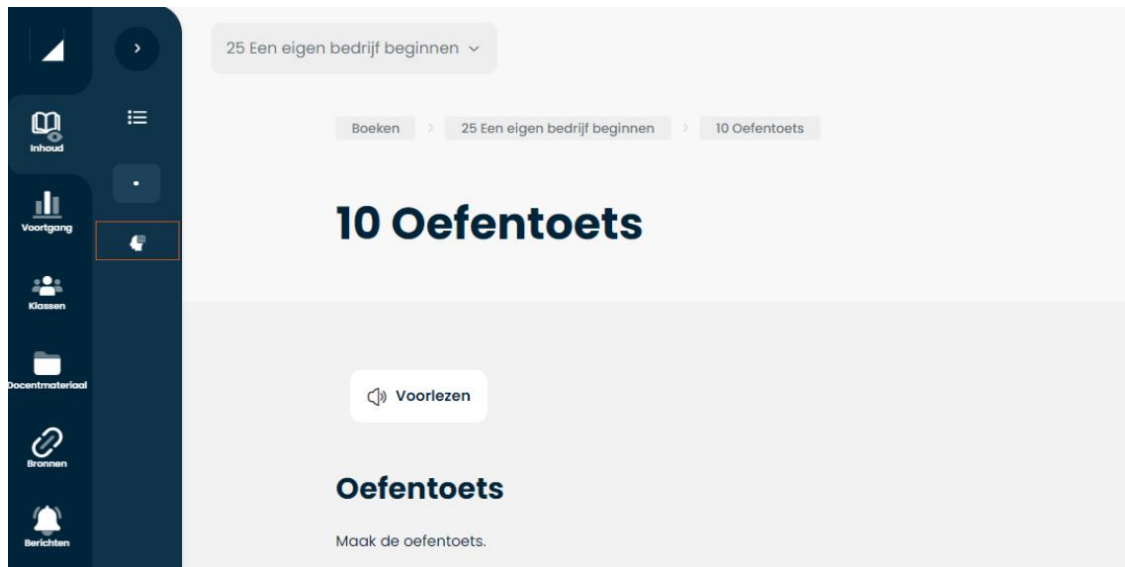 25 Een eigen bedrijf beginnen
Inhoud
Boeken 25 Een eigen bedrijf beginnen 10 Oefentoets
Voortgang
10 Oefentoets
Klassen
Docentmateriaal
Voorlezen
Bronnen
Oefentoets
Berichten
Maak de oefentoets.